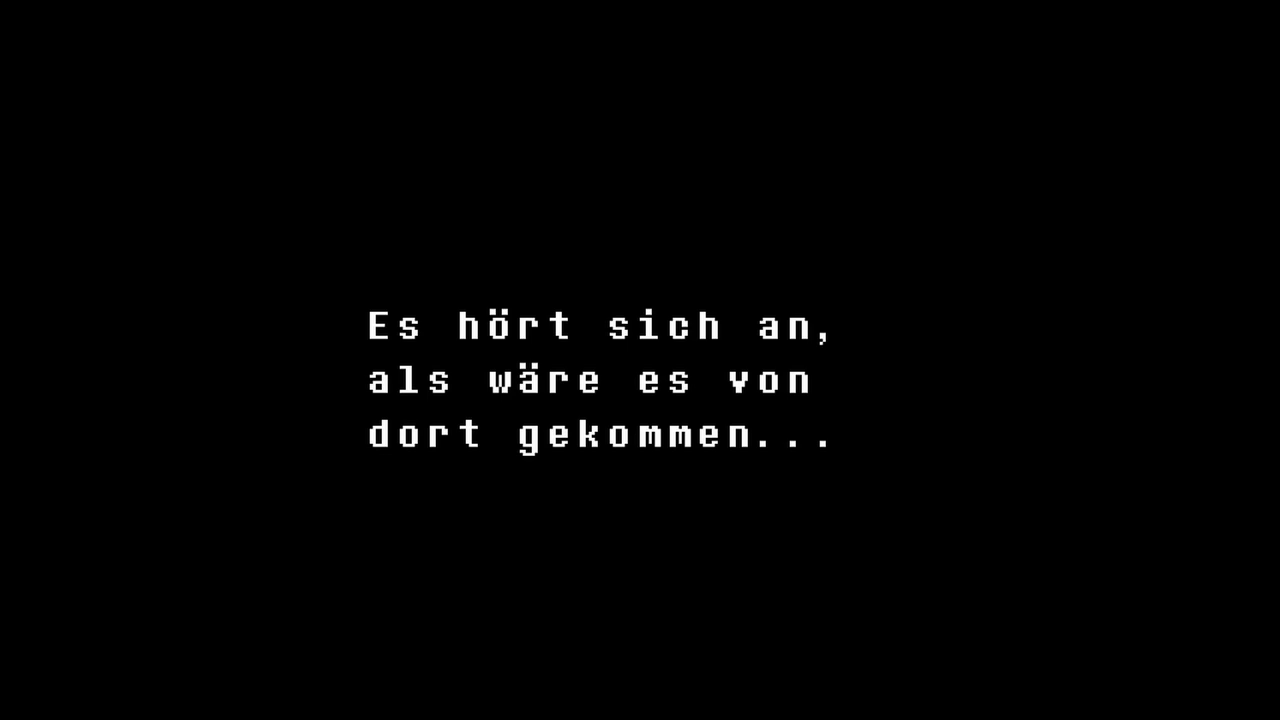 Es hört sich an,
als wäre es von
dort gekommen...